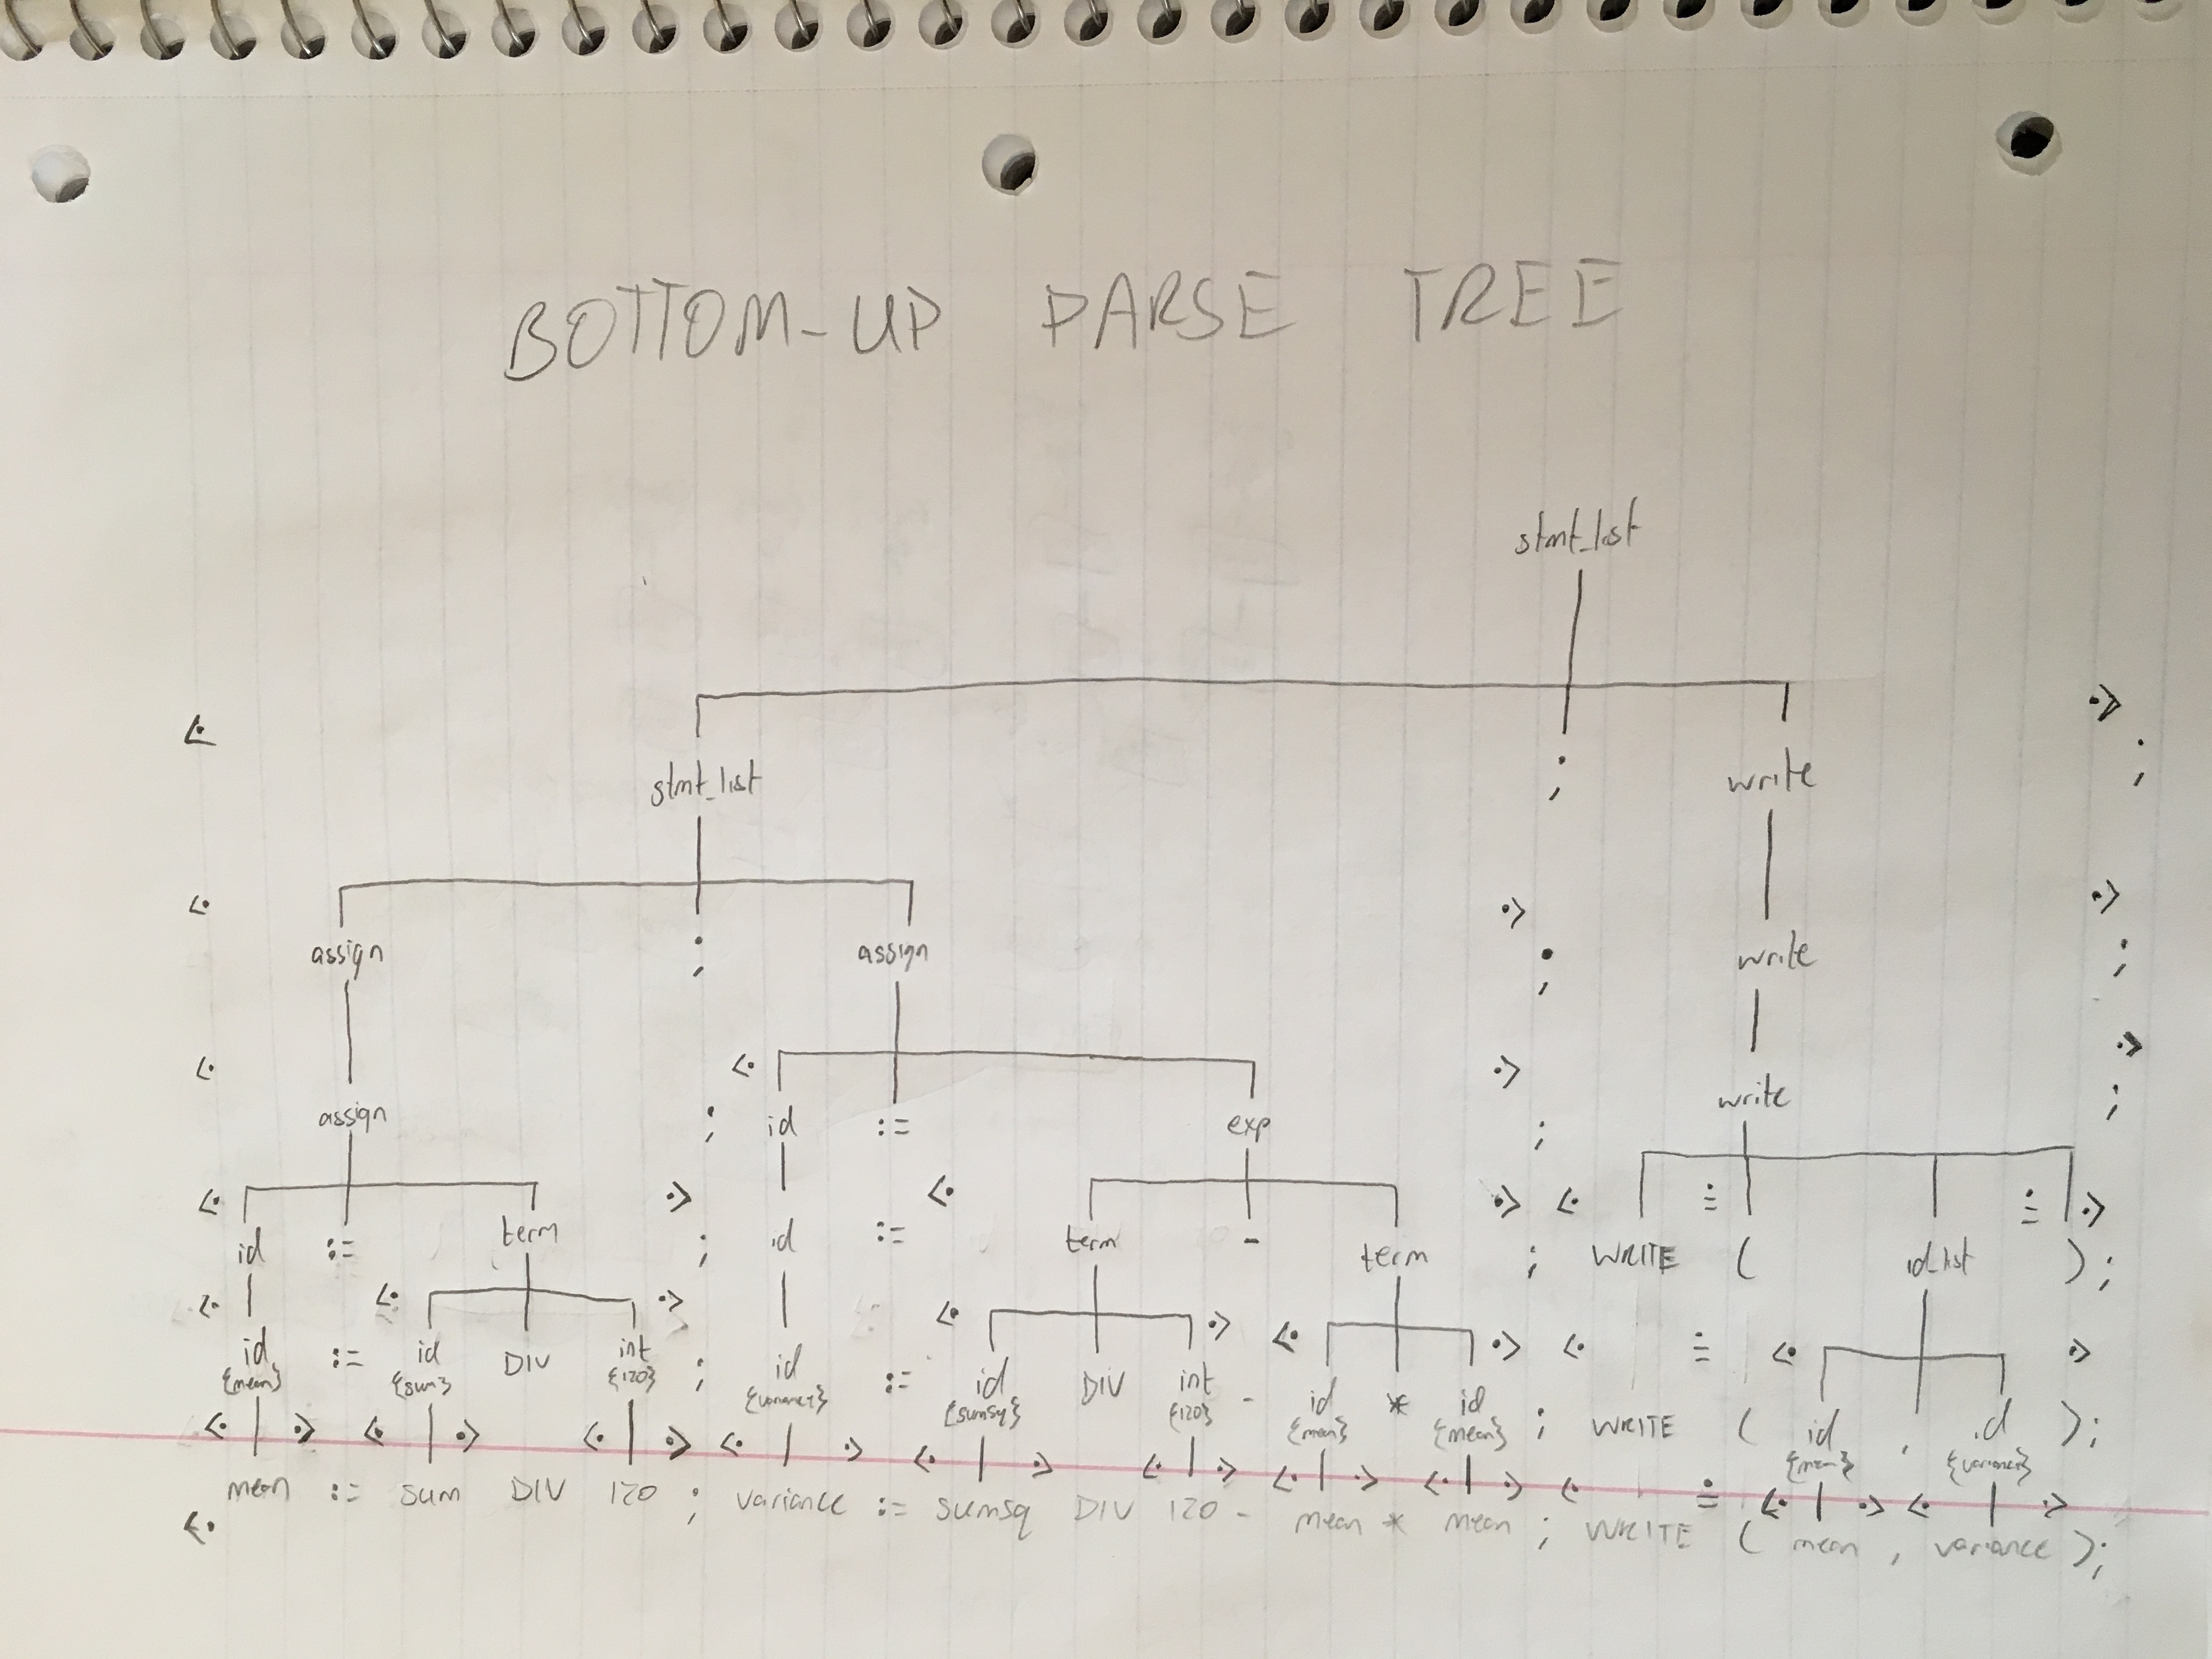 BOTTOM-UP PARSE TREE
stmt_list
<· stmt_list ; write ·> ;
<· assign ; assign ·> ; write ·> ;
<· assign ; <· id := exp ·> ; write ·> ;
<· id := term ·> ; id := <· term - term ·> ; <· WRITE ≐ ( id_list ≐ ) ·> ;
<· id {mean} := <· id {sum} DIV int {120} ·> ; id {variance} := <· id {sumsq} DIV int {120} ·> - <· id {mean} * id {mean} ·> ; <· WRITE ≐ ( <· id {mean} , id {variance} ·> ) ;
<· <· ·> <· ·> <· ·> <· ·> <· ·> <· ·> <· ·> <· ·> <· ≐ <· ·> <· ·>
<· mean := sum DIV 120 ; variance := sumsq DIV 120 - mean * mean ; WRITE ( mean , variance ) ;